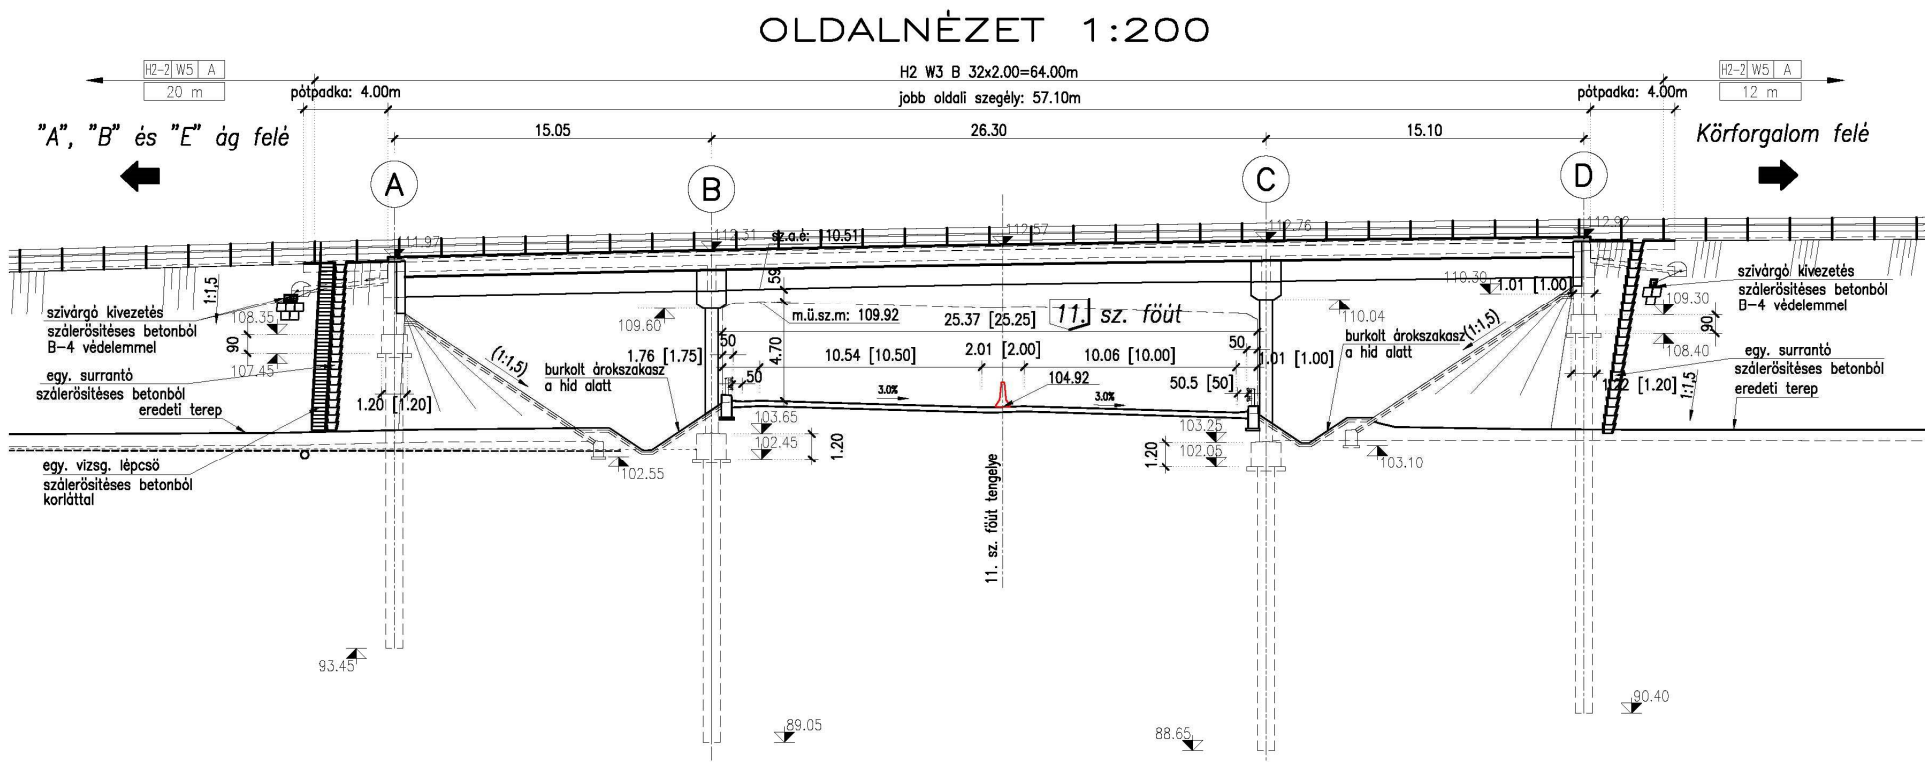 OLDALNÉZET 1:200
H2-2 W5 A
20 m
H2 W3 B 32x2.00=64.00m
H2-2 W5 A
12 m
pótpadka: 4.00m
jobb oldali szegély: 57.10m
pótpadka: 4.00m
15.05
26.30
15.10
"A", "B" és "E" ág felé
Körforgalom felé
A
B
C
D
111.97
112.31
sz.a.é: 110.51
112.57
112.76
112.92
1:1,5
59
110.30
1.01 [1.00]
szivárgó kivezetés
szálerősítéses betonból
B-4 védelemmel
108.35
90
107.45
109.60
m.ü.sz.m: 109.92
25.37 [25.25]
11. sz. főút
110.04
burkolt árokszakasz
a híd alatt
(1:1,5)
szivárgó kivezetés
szálerősítéses betonból
B-4 védelemmel
109.30
90
108.40
50
4.70
1.76 [1.75]
10.54 [10.50]
2.01 [2.00]
10.06 [10.00]
50
1.01 [1.00]
(1:1,5)
burkolt árokszakasz
a híd alatt
50
104.92
50.5 [50]
3.0%
3.0%
egy. surrantó
szálerősítéses betonból
eredeti terep
1.20 [1.20]
1.22 [1.20]
1:1,5
egy. surrantó
szálerősítéses betonból
eredeti terep
103.65
102.45
1.20
103.25
102.05
1.20
102.55
103.10
egy. vizsg. lépcső
szálerősítéses betonból
korláttal
11. sz. főút tengelye
93.45
89.05
88.65
90.40